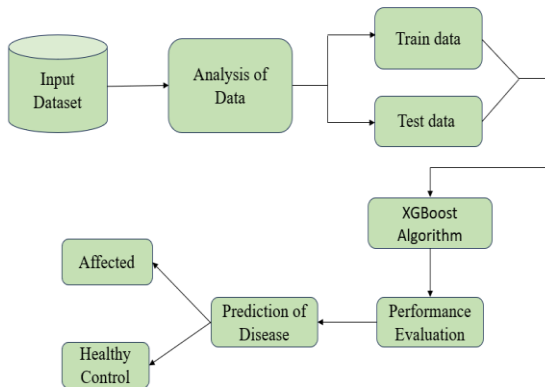 Input
Dataset
Analysis of
Data
Train data
Test data
XGBoost
Algorithm
Performance
Evaluation
Prediction of
Disease
Affected
Healthy
Control